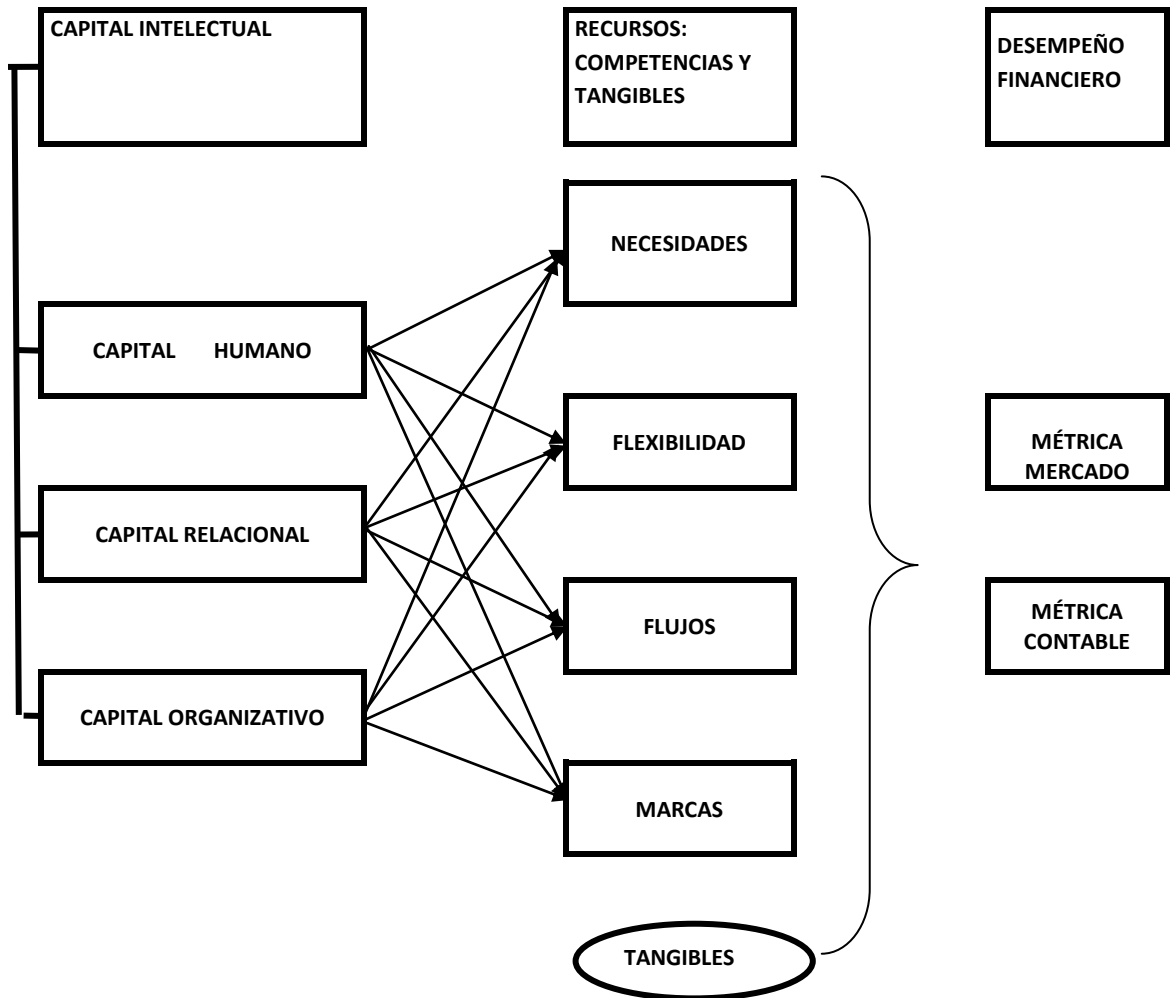 CAPITAL INTELECTUAL
RECURSOS:
COMPETENCIAS Y
TANGIBLES
DESEMPEÑO
FINANCIERO
NECESIDADES
CAPITAL HUMANO
FLEXIBILIDAD
MÉTRICA
MERCADO
CAPITAL RELACIONAL
FLUJOS
MÉTRICA
CONTABLE
CAPITAL ORGANIZATIVO
MARCAS
TANGIBLES